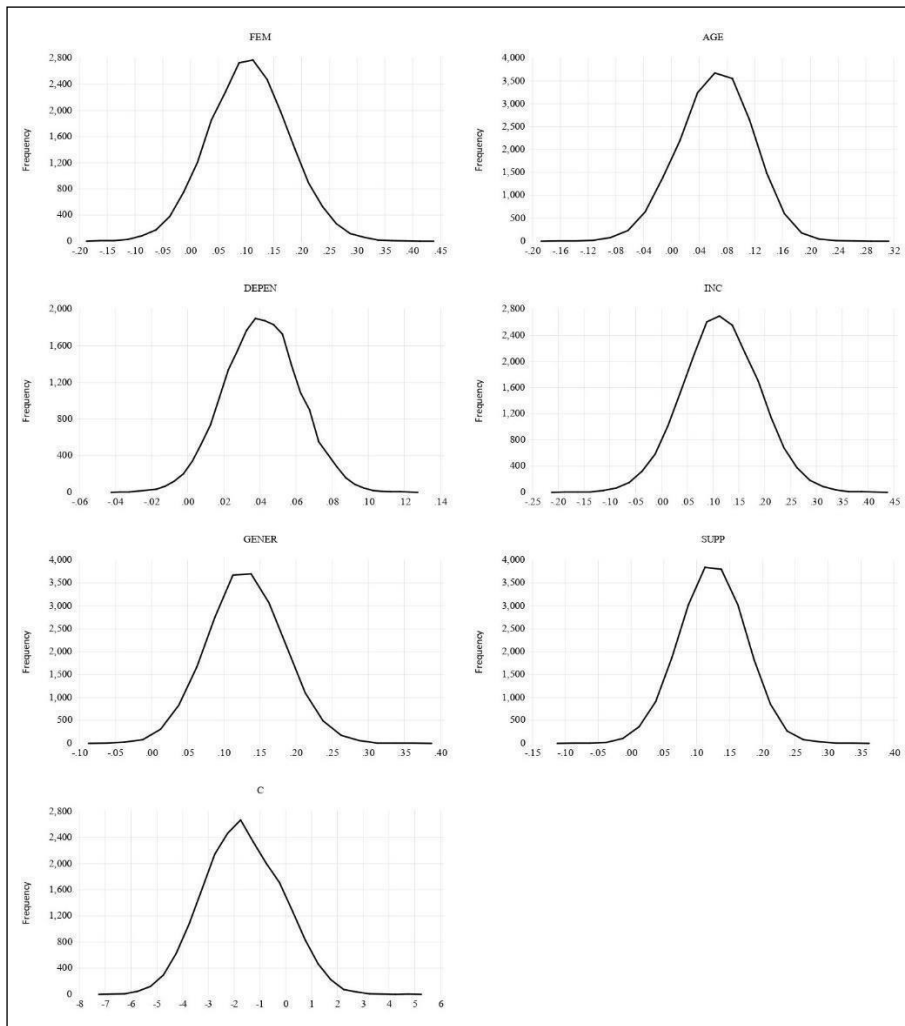 FEM
2,800
2,400
2,000
1,600
1,200
800
400
0
Frequency
-.20 -.15 -.10 -.05 .00 .05 .10 .15 .20 .25 .30 .35 .40 .45
AGE
4,000
3,500
3,000
2,500
2,000
1,500
1,000
500
0
Frequency
-.20 -.16 -.12 -.08 -.04 .00 .04 .08 .12 .16 .20 .24 .28 .32
DEPEN
2,000
1,600
1,200
800
400
0
Frequency
-.06 -.04 -.02 .00 .02 .04 .06 .08 .10 .12 .14
INC
2,800
2,400
2,000
1,600
1,200
800
400
0
Frequency
-.25 -.20 -.15 -.10 -.05 .00 .05 .10 .15 .20 .25 .30 .35 .40 .45
GENER
4,000
3,500
3,000
2,500
2,000
1,500
1,000
500
0
Frequency
-.10 -.05 .00 .05 .10 .15 .20 .25 .30 .35 .40
SUPP
4,000
3,500
3,000
2,500
2,000
1,500
1,000
500
0
Frequency
-.15 -.10 -.05 .00 .05 .10 .15 .20 .25 .30 .35 .40
C
2,800
2,400
2,000
1,600
1,200
800
400
0
Frequency
-8 -7 -6 -5 -4 -3 -2 -1 0 1 2 3 4 5 6